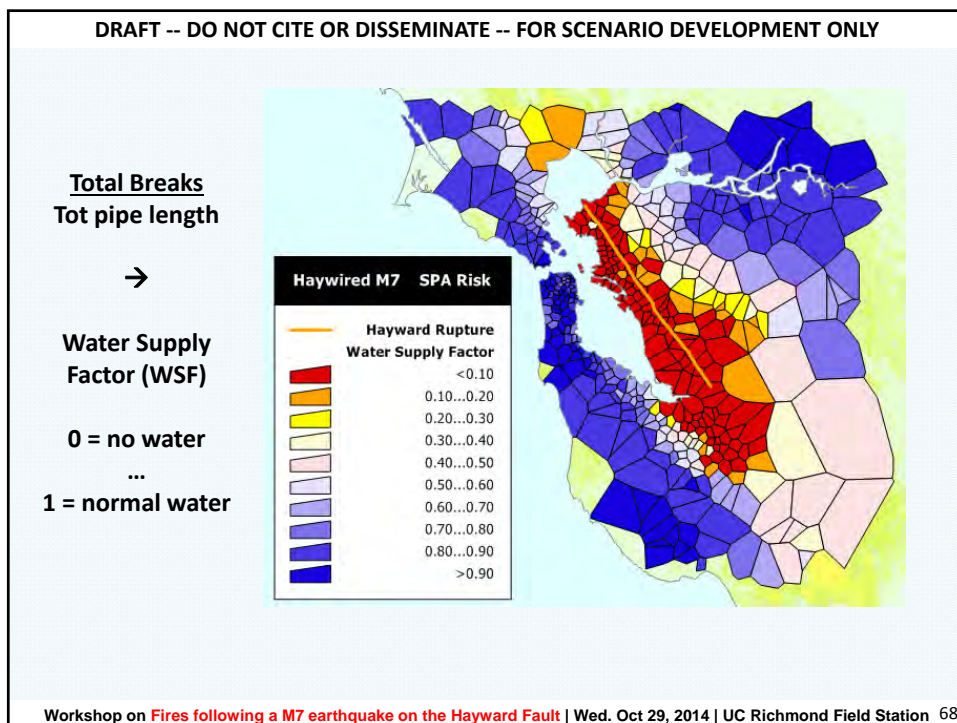 DRAFT -- DO NOT CITE OR DISSEMINATE -- FOR SCENARIO DEVELOPMENT ONLY
Total Breaks
Tot pipe length
→
Water Supply
Factor (WSF)
0 = no water
…
1 = normal water
Haywired M7 SPA Risk
Hayward Rupture
Water Supply Factor
<0.10
0.10...0.20
0.20...0.30
0.30...0.40
0.40...0.50
0.50...0.60
0.60...0.70
0.70...0.80
0.80...0.90
>0.90
Workshop on Fires following a M7 earthquake on the Hayward Fault | Wed. Oct 29, 2014 | UC Richmond Field Station 68